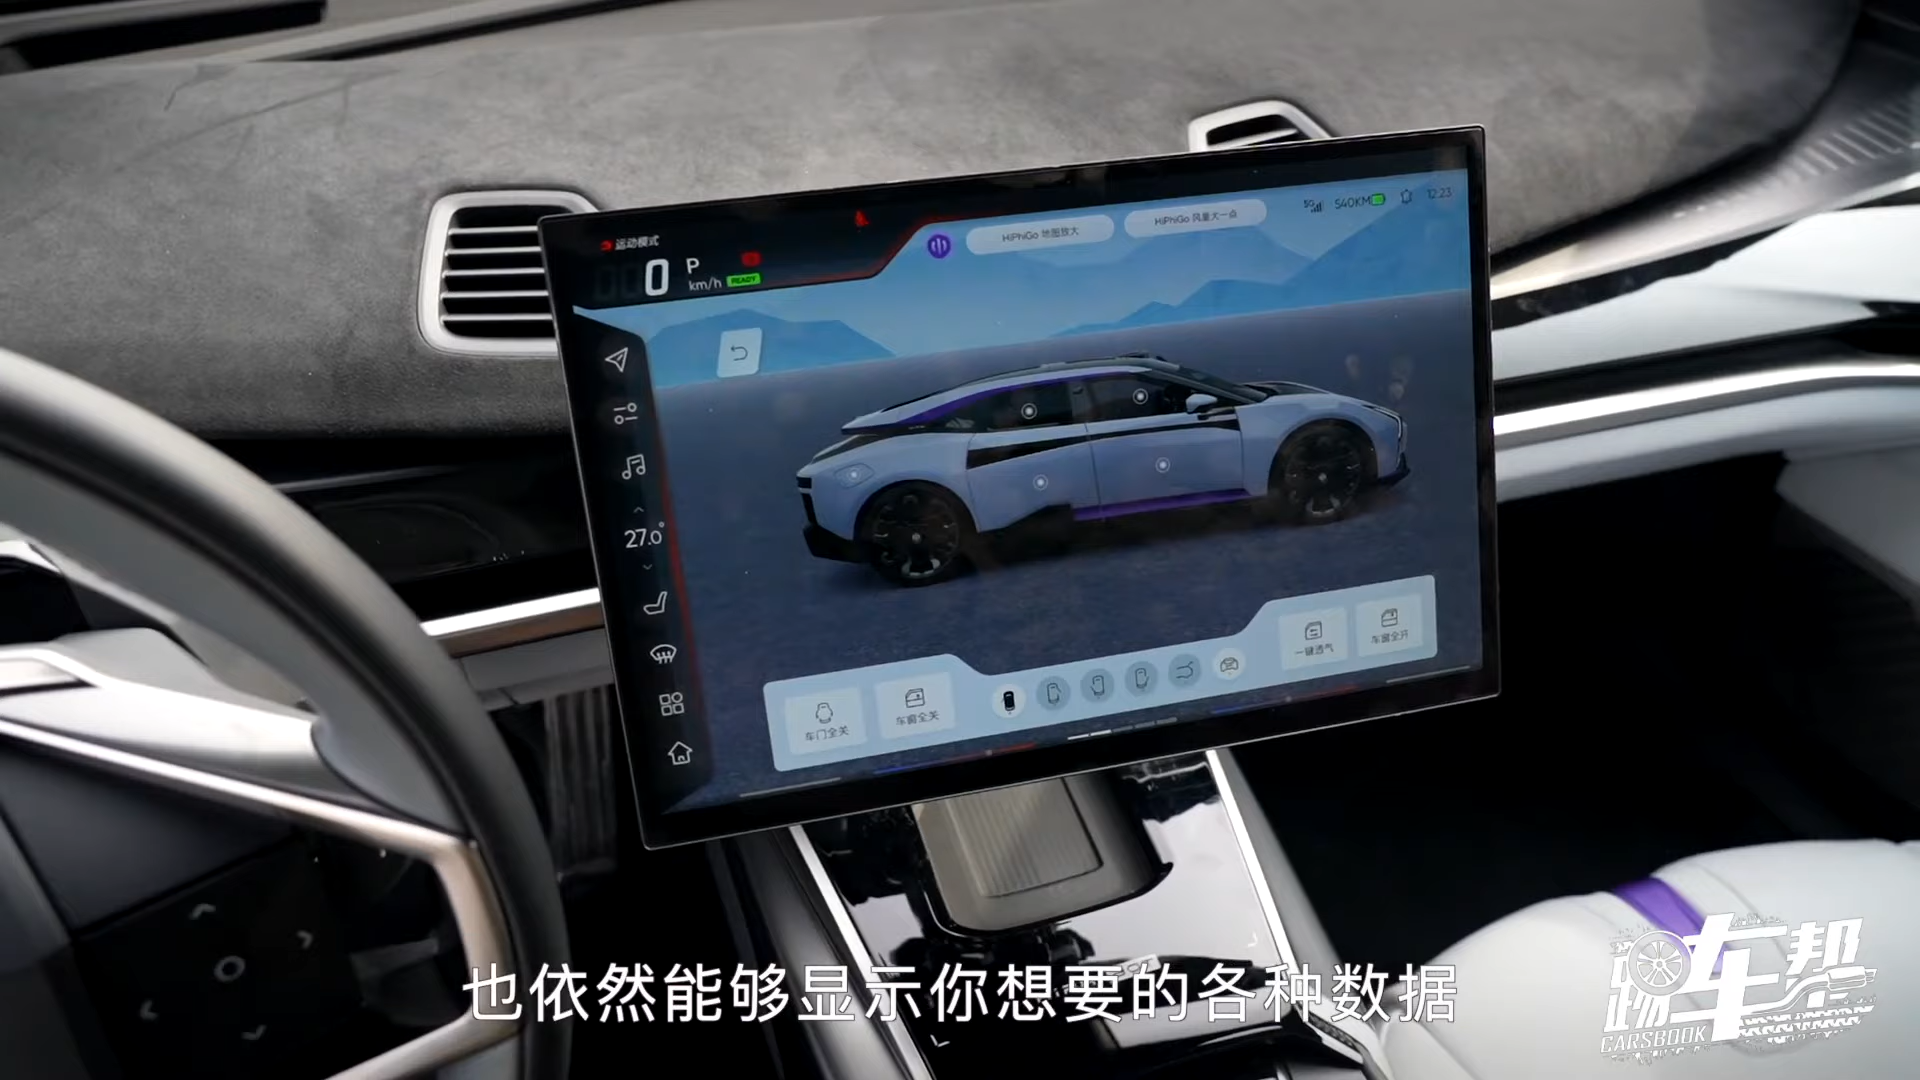 运动模式
0
P
km/h
READY
HiPhiGo 地图放大
HiPhiGo 风量大一点
5G
540KM
12:23
27.0°
车门全关
车窗全关
一键透气
车窗全开
也依然能够显示你想要的各种数据
踢车帮
CARSBOOK